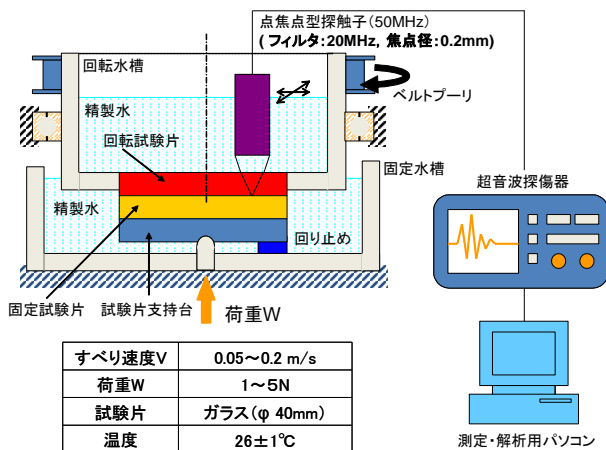 点焦点型探触子(50MHz)
(フィルタ:20MHz, 焦点径:0.2mm)
回転水槽
ベルトプーリ
精製水
回転試験片
固定水槽
超音波探傷器
精製水
回り止め
固定試験片
試験片支持台
荷重W
すべり速度V 0.05~0.2 m/s
荷重W 1~5N
試験片 ガラス(φ 40mm)
温度 26±1℃
測定・解析用パソコン